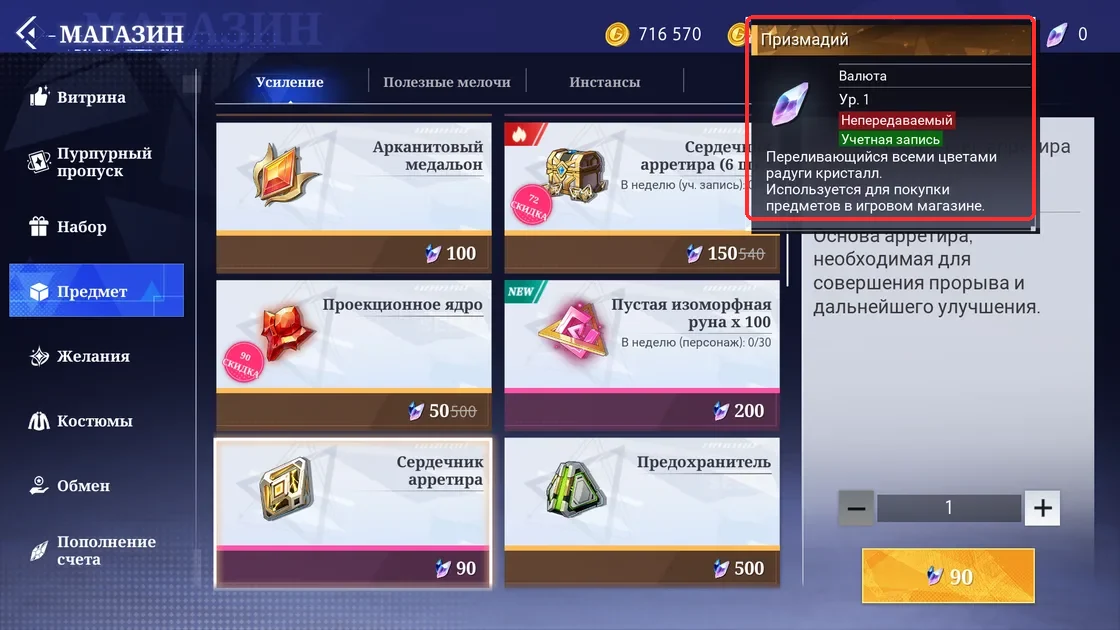 МАГАЗИН
716 570
0
Витрина
Пурпурный
пропуск
Набор
Предмет
Желания
Костюмы
Обмен
Пополнение
счета
Усиление
Полезные мелочи
Инстансы
Арканитовый
медальон
100
арретира (6 ш
В неделю (уч. запись):
72
СКИДКА
150 540
Проекционное ядро
90
СКИДКА
50 500
NEW
Пустая изоморфная
руна x 100
В неделю (персонаж): 0/30
200
Сердечник
арретира
90
Предохранитель
500
Призмадий
Валюта
Ур. 1
Непередаваемый
Учетная запись
Переливающийся всеми цветами
радуги кристалл.
Используется для покупки
предметов в игровом магазине.
Основа арретира,
необходимая для
совершения прорыва и
дальнейшего улучшения.
1
90